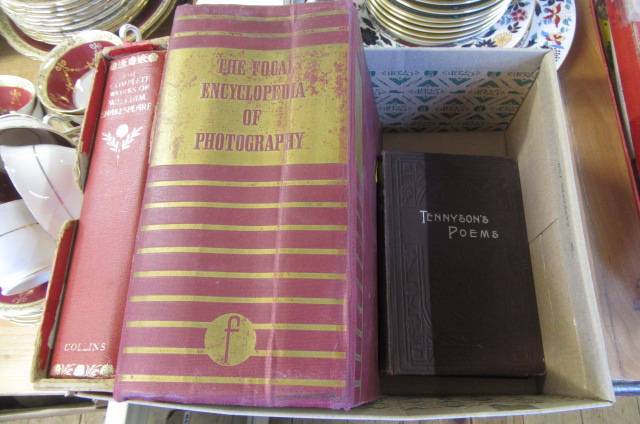 THE COMPLETE
WORKS OF
WILLIAM
SHAKESPEARE
COLLINS
THE FOCAL
ENCYCLOPEDIA
OF
PHOTOGRAPHY
f
TENNYSON'S
POEMS